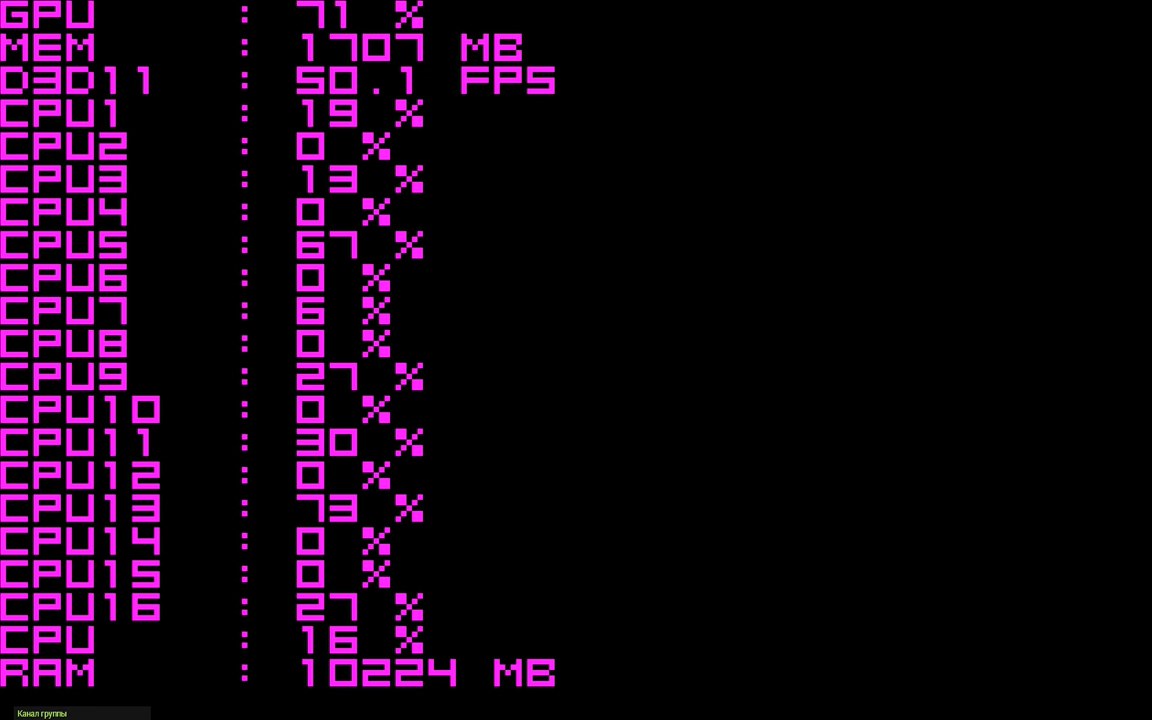 GPU : 71 %
MEM : 1707 MB
D3D11 : 50.1 FPS
CPU1 : 19 %
CPU2 : 0 %
CPU3 : 13 %
CPU4 : 0 %
CPU5 : 67 %
CPU6 : 0 %
CPU7 : 6 %
CPU8 : 0 %
CPU9 : 27 %
CPU10 : 0 %
CPU11 : 30 %
CPU12 : 0 %
CPU13 : 73 %
CPU14 : 0 %
CPU15 : 0 %
CPU16 : 27 %
CPU : 16 %
RAM : 10224 MB
Канал группы